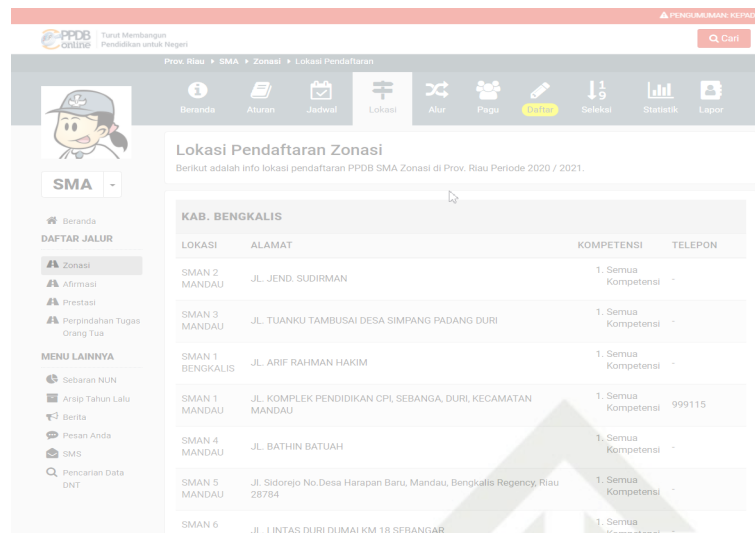 PENGUMUMAN: KEPAD
PPDB online Turut Membangun
Pendidikan untuk Negeri
Cari
Prov. Riau SMA Zonasi Lokasi Pendaftaran
Beranda Aturan Jadwal Lokasi Alur Pagu Daftar Seleksi Statistik Lapor
SMA
Beranda
DAFTAR JALUR
Zonasi
Afirmasi
Prestasi
Perpindahan Tugas
Orang Tua
MENU LAINNYA
Sebaran NUN
Arsip Tahun Lalu
Berita
Pesan Anda
SMS
Pencarian Data
DNT
Lokasi Pendaftaran Zonasi
Berikut adalah info lokasi pendaftaran PPDB SMA Zonasi di Prov. Riau Periode 2020 / 2021.
KAB. BENGKALIS
LOKASI ALAMAT KOMPETENSI TELEPON
SMAN 2 MANDAU JL. JEND. SUDIRMAN 1. Semua Kompetensi -
SMAN 3 MANDAU JL. TUANKU TAMBUSAI DESA SIMPANG PADANG DURI 1. Semua Kompetensi -
SMAN 1 BENGKALIS JL. ARIF RAHMAN HAKIM 1. Semua Kompetensi -
SMAN 1 MANDAU JL. KOMPLEK PENDIDIKAN CPI, SEBANGA, DURI, KECAMATAN MANDAU 1. Semua Kompetensi 999115
SMAN 4 MANDAU JL. BATHIN BATUAH 1. Semua Kompetensi -
SMAN 5 MANDAU Jl. Sidorejo No.Desa Harapan Baru, Mandau, Bengkalis Regency, Riau 28784 1. Semua Kompetensi -
SMAN 6 JL. LINTAS DURI DUMAI KM 18 SEBANGAR 1. Semua Kompetensi -